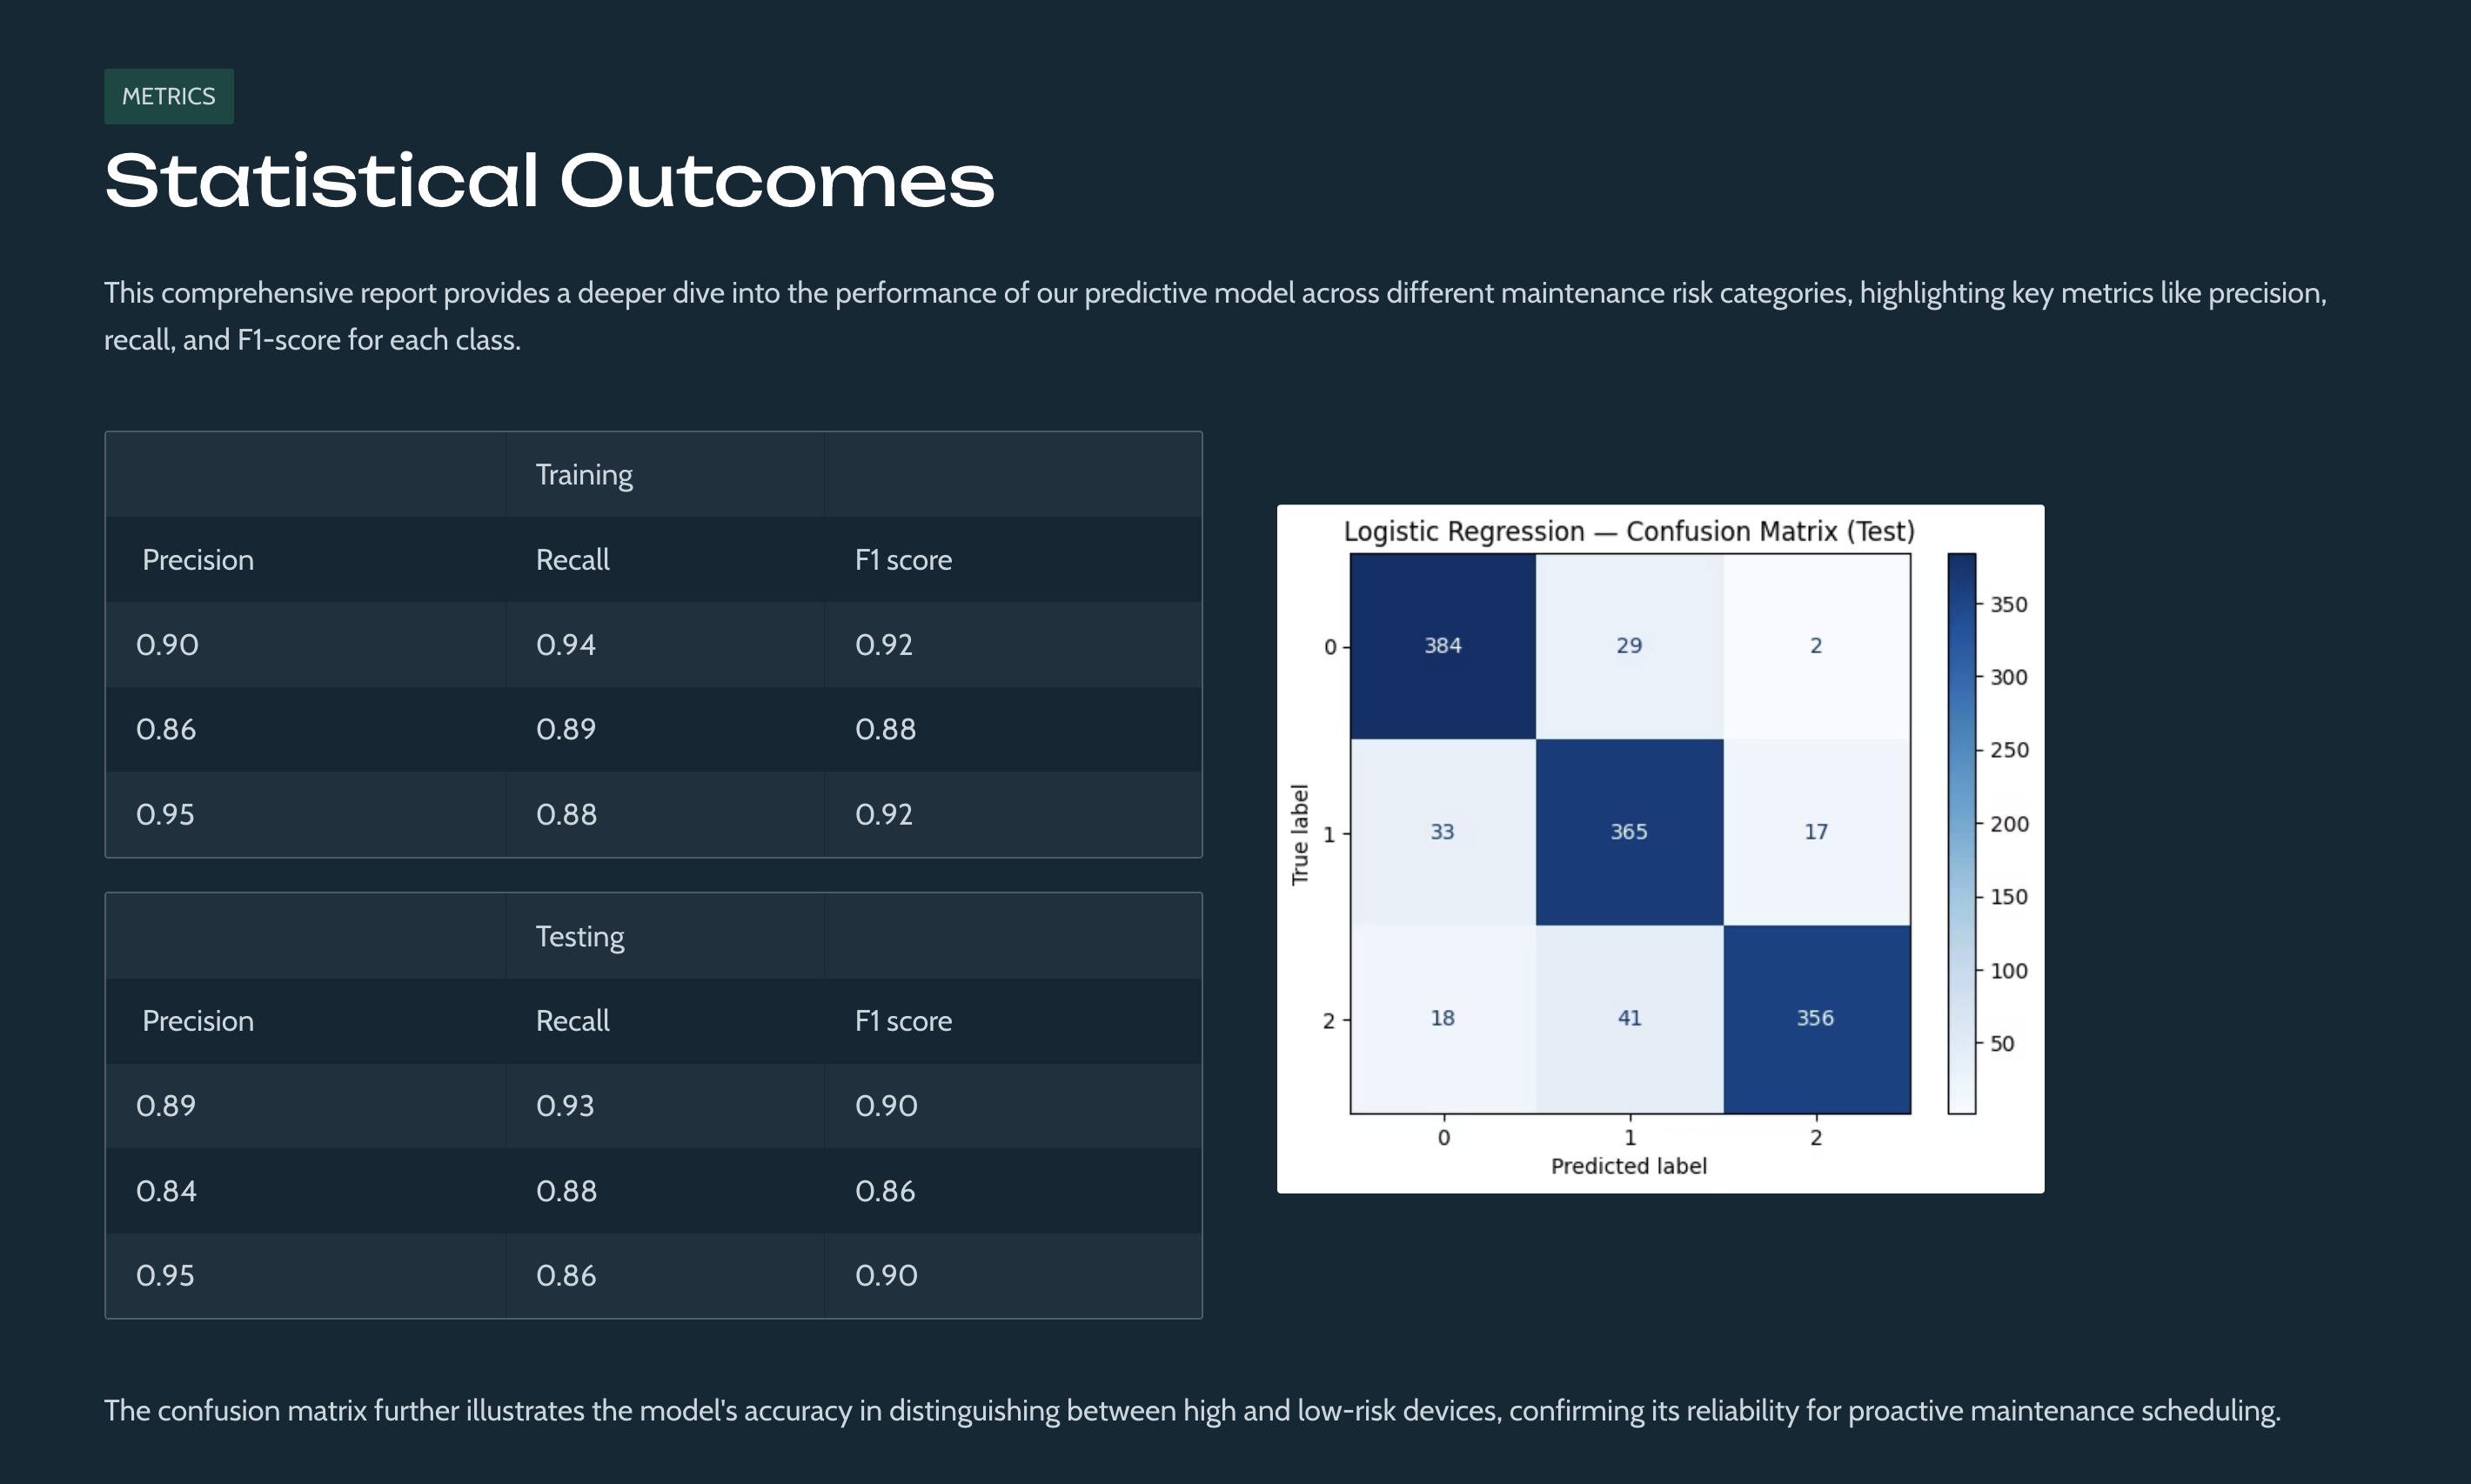 METRICS
Statistical Outcomes
This comprehensive report provides a deeper dive into the performance of our predictive model across different maintenance risk categories, highlighting key metrics like precision,
recall, and F1-score for each class.
Training
Precision Recall F1 score
0.90 0.94 0.92
0.86 0.89 0.88
0.95 0.88 0.92
Testing
Precision Recall F1 score
0.89 0.93 0.90
0.84 0.88 0.86
0.95 0.86 0.90
Logistic Regression — Confusion Matrix (Test)
True label
0 384 29 2
1 33 365 17
2 18 41 356
0 1 2
Predicted label
350
300
250
200
150
100
50
The confusion matrix further illustrates the model's accuracy in distinguishing between high and low-risk devices, confirming its reliability for proactive maintenance scheduling.